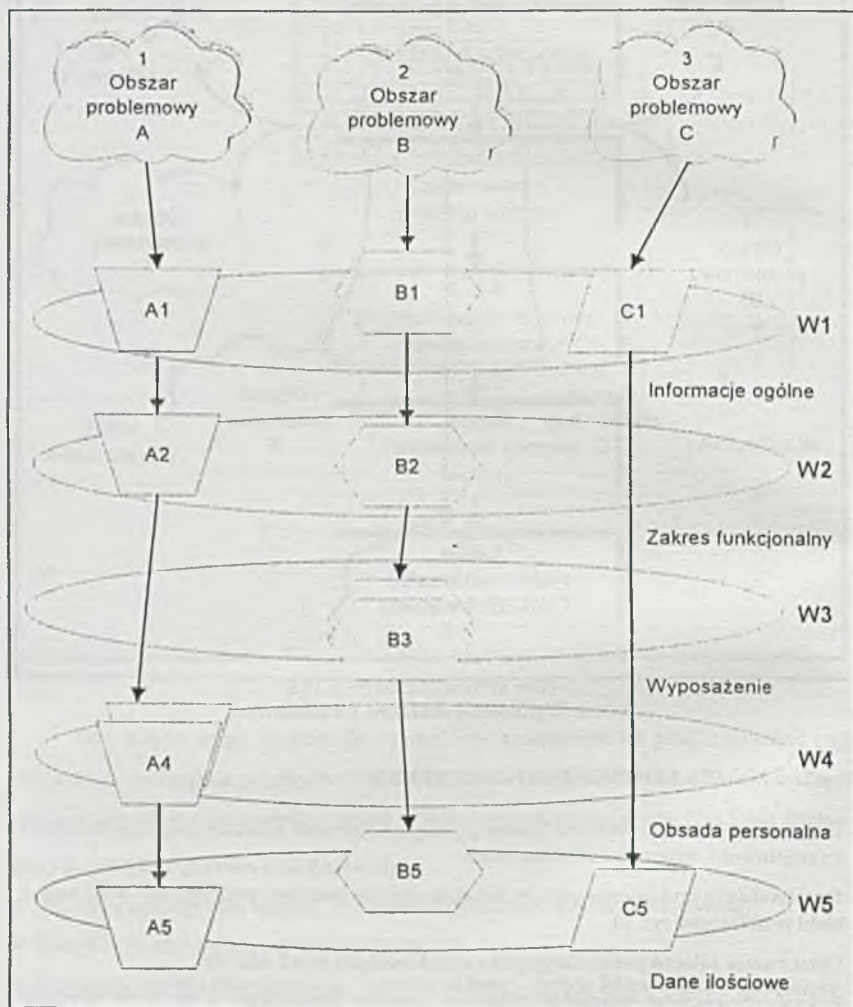 1
Obszar
problemowy
A
2
Obszar
problemowy
B
3
Obszar
problemowy
C
A1
B1
C1
W1
Informacje ogólne
A2
B2
W2
Zakres funkcjonalny
B3
W3
Wyposażenie
A4
W4
Obsada personalna
A5
B5
C5
W5
Dane ilościowe